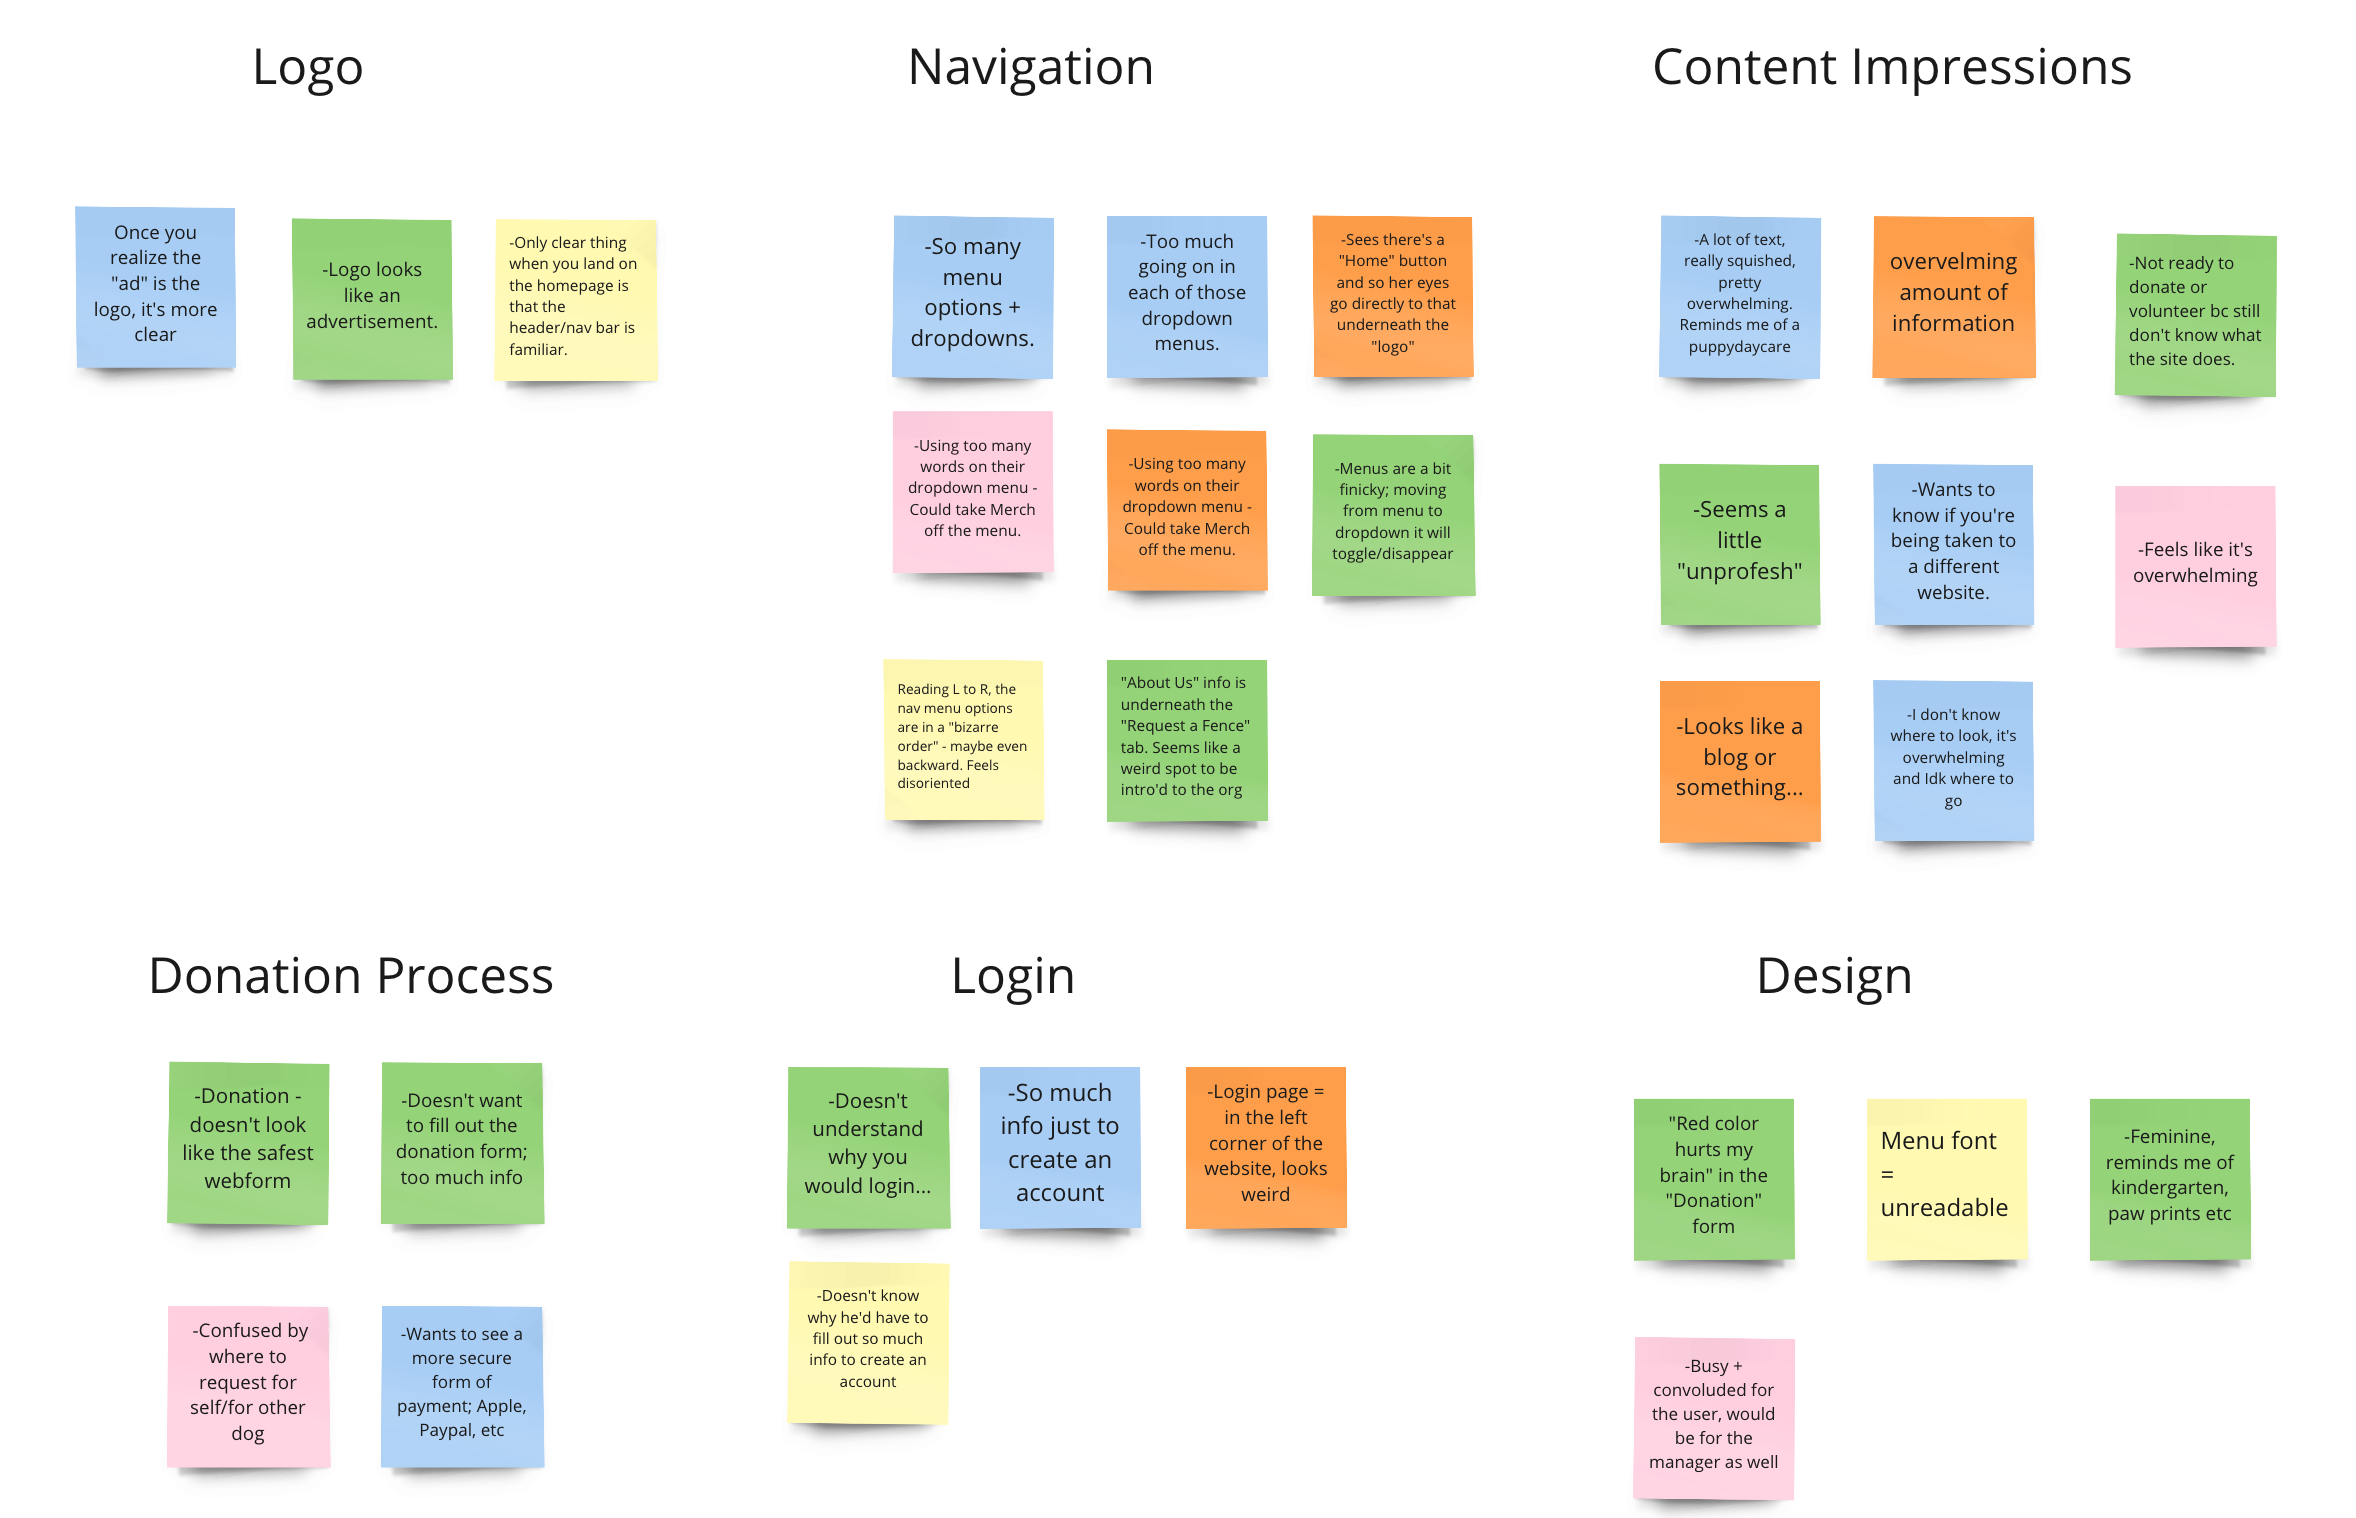 Logo
Once you
realize the
"ad" is the
logo, it's more
clear
-Logo looks
like an
advertisement.
-Only clear thing
when you land on
the homepage is
that the
header/nav bar is
familiar.
Navigation
-So many
menu
options +
dropdowns.
-Too much
going on in
each of those
dropdown
menus.
-Sees there's a
"Home" button
and so her eyes
go directly to that
underneath the
"logo"
-Using too many
words on their
dropdown menu -
Could take Merch
off the menu.
-Using too many
words on their
dropdown menu -
Could take Merch
off the menu.
-Menus are a bit
finicky; moving
from menu to
dropdown it will
toggle/disappear
Reading L to R, the
nav menu options
are in a "bizarre
order" - maybe even
backward. Feels
disoriented
"About Us" info is
underneath the
"Request a Fence"
tab. Seems like a
weird spot to be
intro'd to the org
Content Impressions
-A lot of text,
really squished,
pretty
overwhelming.
Reminds me of a
puppydaycare
overvelming
amount of
information
-Not ready to
donate or
volunteer bc still
don't know what
the site does.
-Seems a
little
"unprofesh"
-Wants to
know if you're
being taken to
a different
website.
-Feels like it's
overwhelming
-Looks like a
blog or
something...
-I don't know
where to look, it's
overwhelming
and Idk where to
go
Donation Process
-Donation -
doesn't look
like the safest
webform
-Doesn't want
to fill out the
donation form;
too much info
-Confused by
where to
request for
self/for other
dog
-Wants to see a
more secure
form of
payment; Apple,
Paypal, etc
Login
-Doesn't
understand
why you
would login...
-So much
info just to
create an
account
-Login page =
in the left
corner of the
website, looks
weird
-Doesn't know
why he'd have to
fill out so much
info to create an
account
Design
"Red color
hurts my
brain" in the
"Donation"
form
Menu font
=
unreadable
-Feminine,
reminds me of
kindergarten,
paw prints etc
-Busy +
convoluded for
the user, would
be for the
manager as well